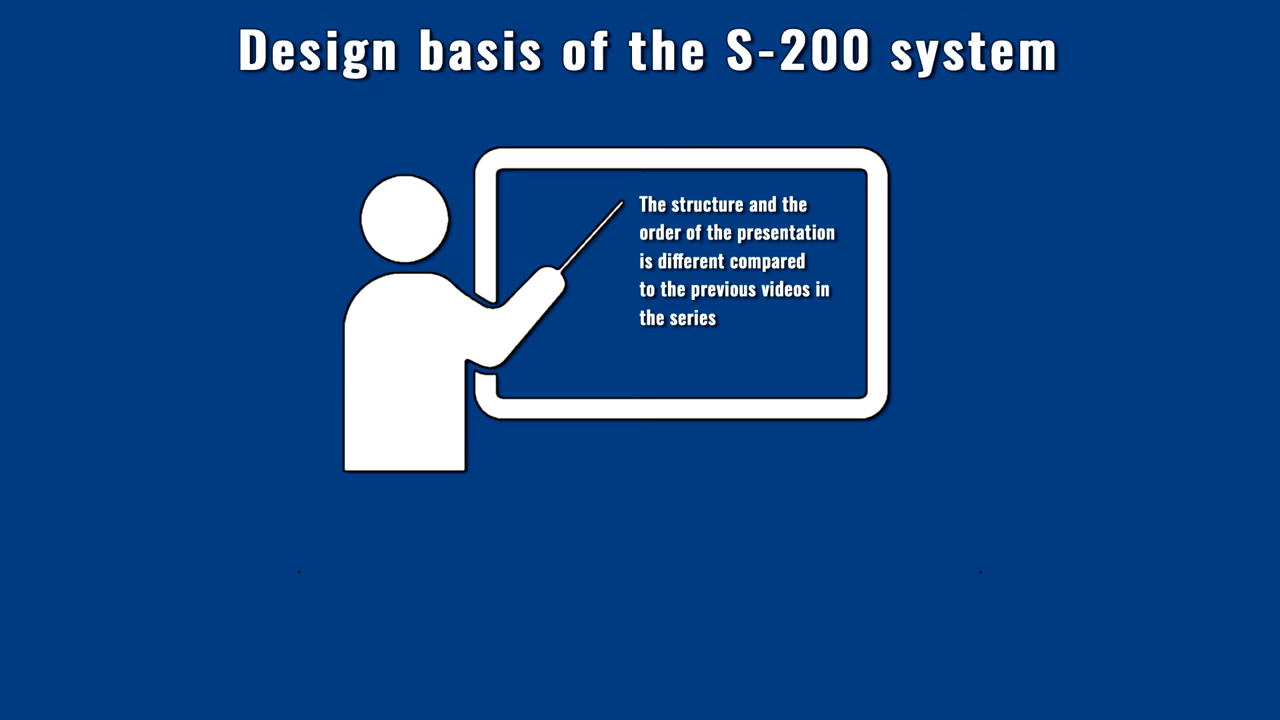 Design basis of the S-200 system
The structure and the
order of the presentation
is different compared
to the previous videos in
the series